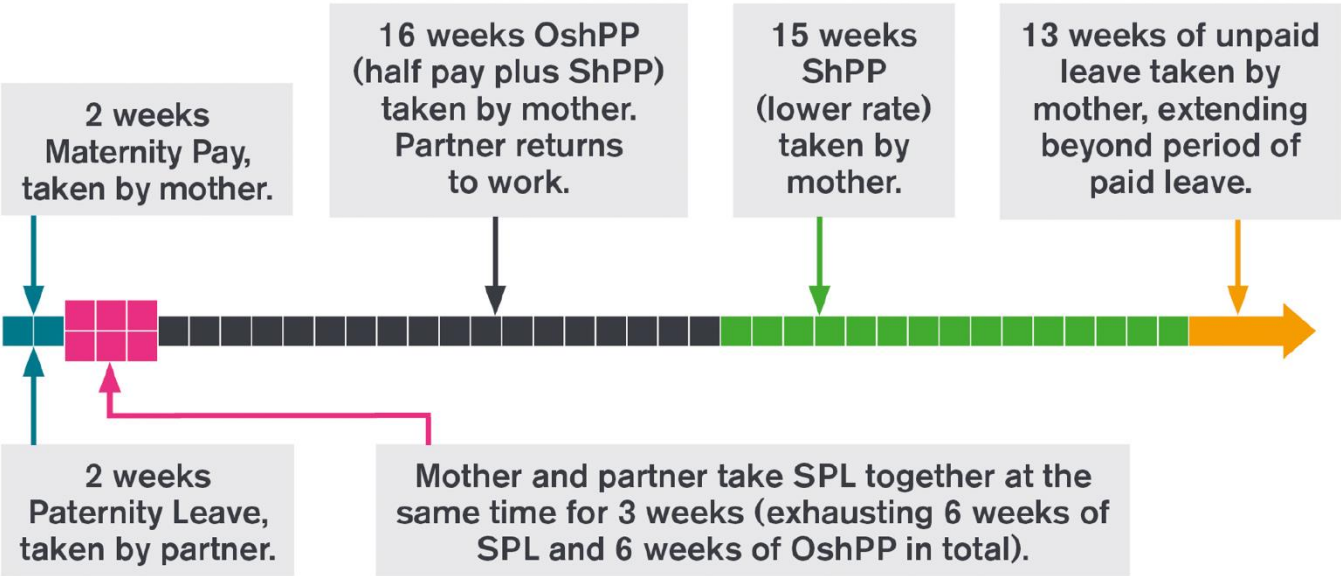 2 weeks
Maternity Pay,
taken by mother.
16 weeks OshPP
(half pay plus ShPP)
taken by mother.
Partner returns
to work.
15 weeks
ShPP
(lower rate)
taken by
mother.
13 weeks of unpaid
leave taken by
mother, extending
beyond period of
paid leave.
2 weeks
Paternity Leave,
taken by partner.
Mother and partner take SPL together at the
same time for 3 weeks (exhausting 6 weeks of
SPL and 6 weeks of OshPP in total).